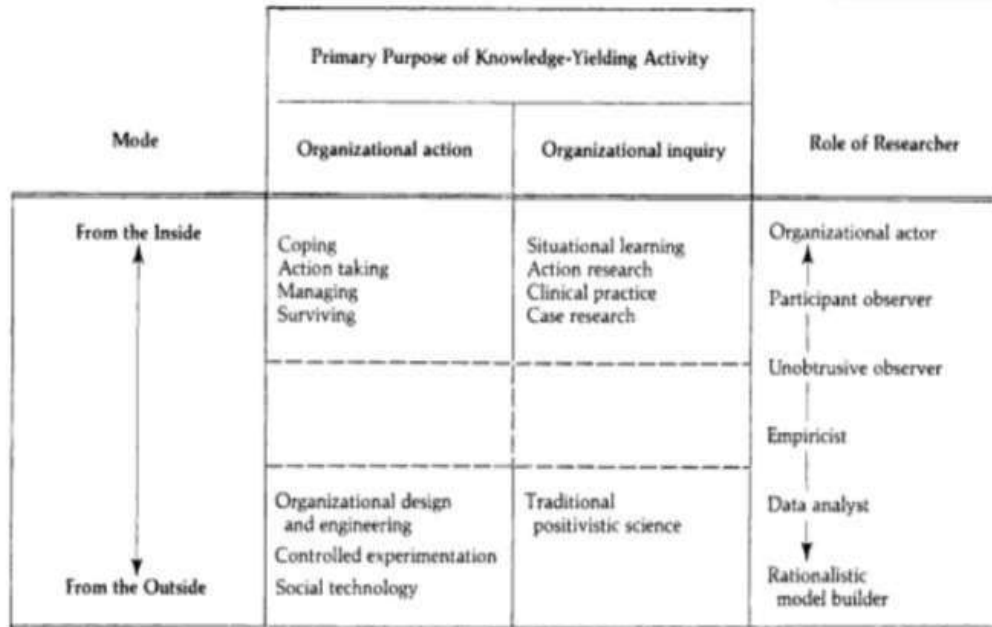 Primary Purpose of Knowledge-Yielding Activity
Mode
Organizational action
Organizational inquiry
Role of Researcher
From the Inside
Coping
Action taking
Managing
Surviving
Situational learning
Action research
Clinical practice
Case research
Organizational actor
Participant observer
Unobtrusive observer
Empiricist
Organizational design
and engineering
Controlled experimentation
Social technology
Traditional
positivistic science
Data analyst
From the Outside
Rationalistic
model builder